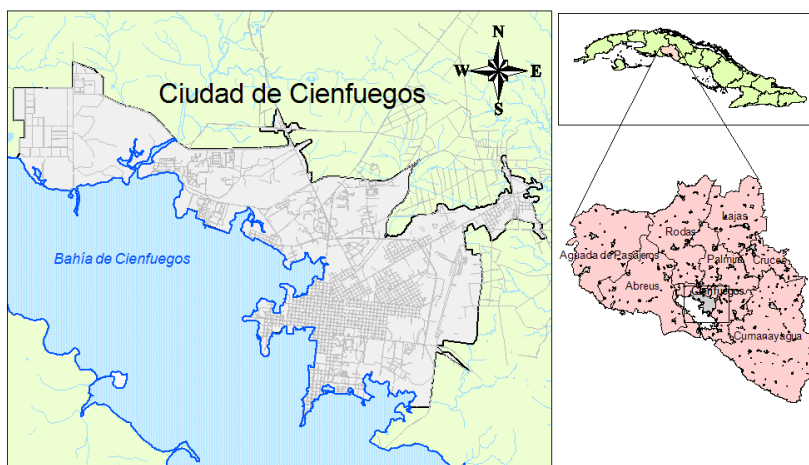 Ciudad de Cienfuegos
N
W
E
S
Bahía de Cienfuegos
Lajas
Rodas
Aguada de Pasajeros
Palmira
Cruces
Abreus
Cienfuegos
Cumanayagua